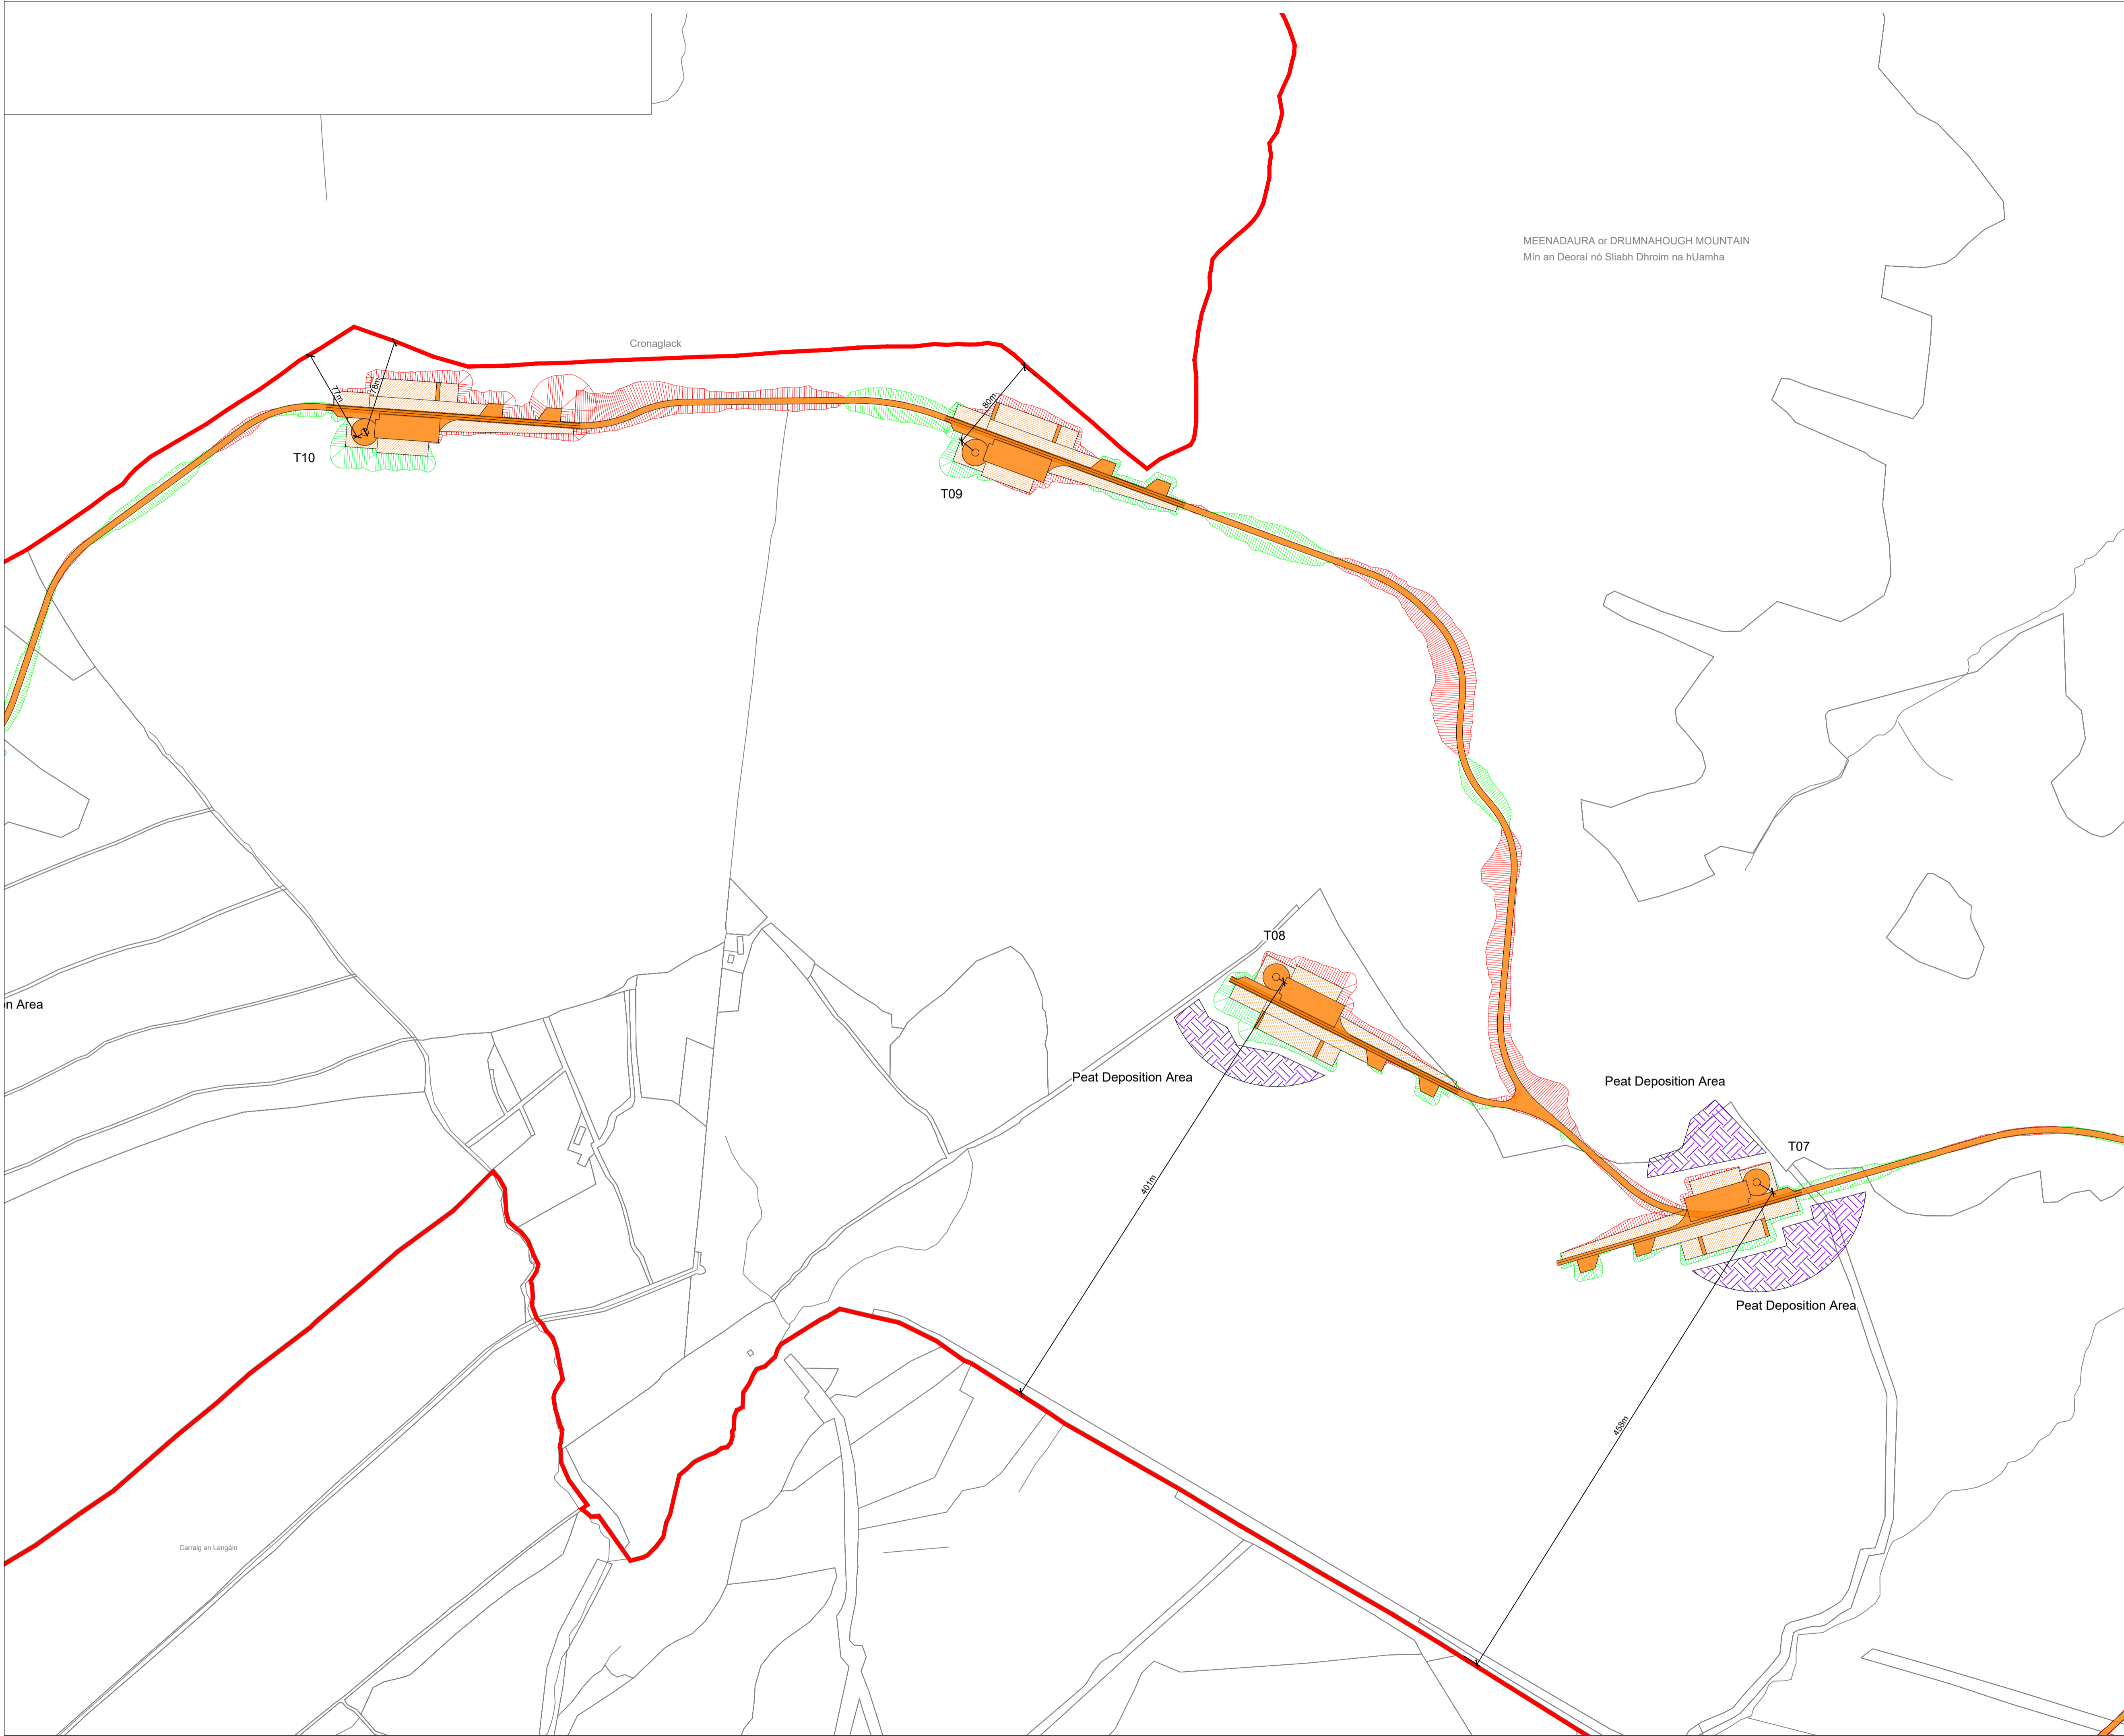 MEENADAURA or DRUMNAHOUGH MOUNTAIN
Mín an Deoraí nó Sliabh Dhroim na hUamha
Cronaglack
77m
78m
80m
T10
T09
T08
n Area
Peat Deposition Area
Peat Deposition Area
T07
401m
Peat Deposition Area
458m
Carraig an Langáin